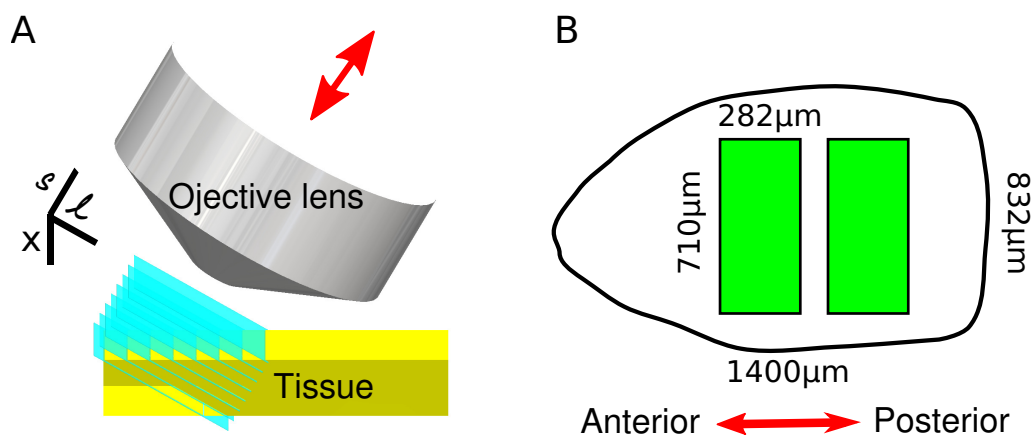 A
Ojective lens
s
ℓ
x
Tissue
B
282µm
710µm
832µm
1400µm
Anterior
Posterior